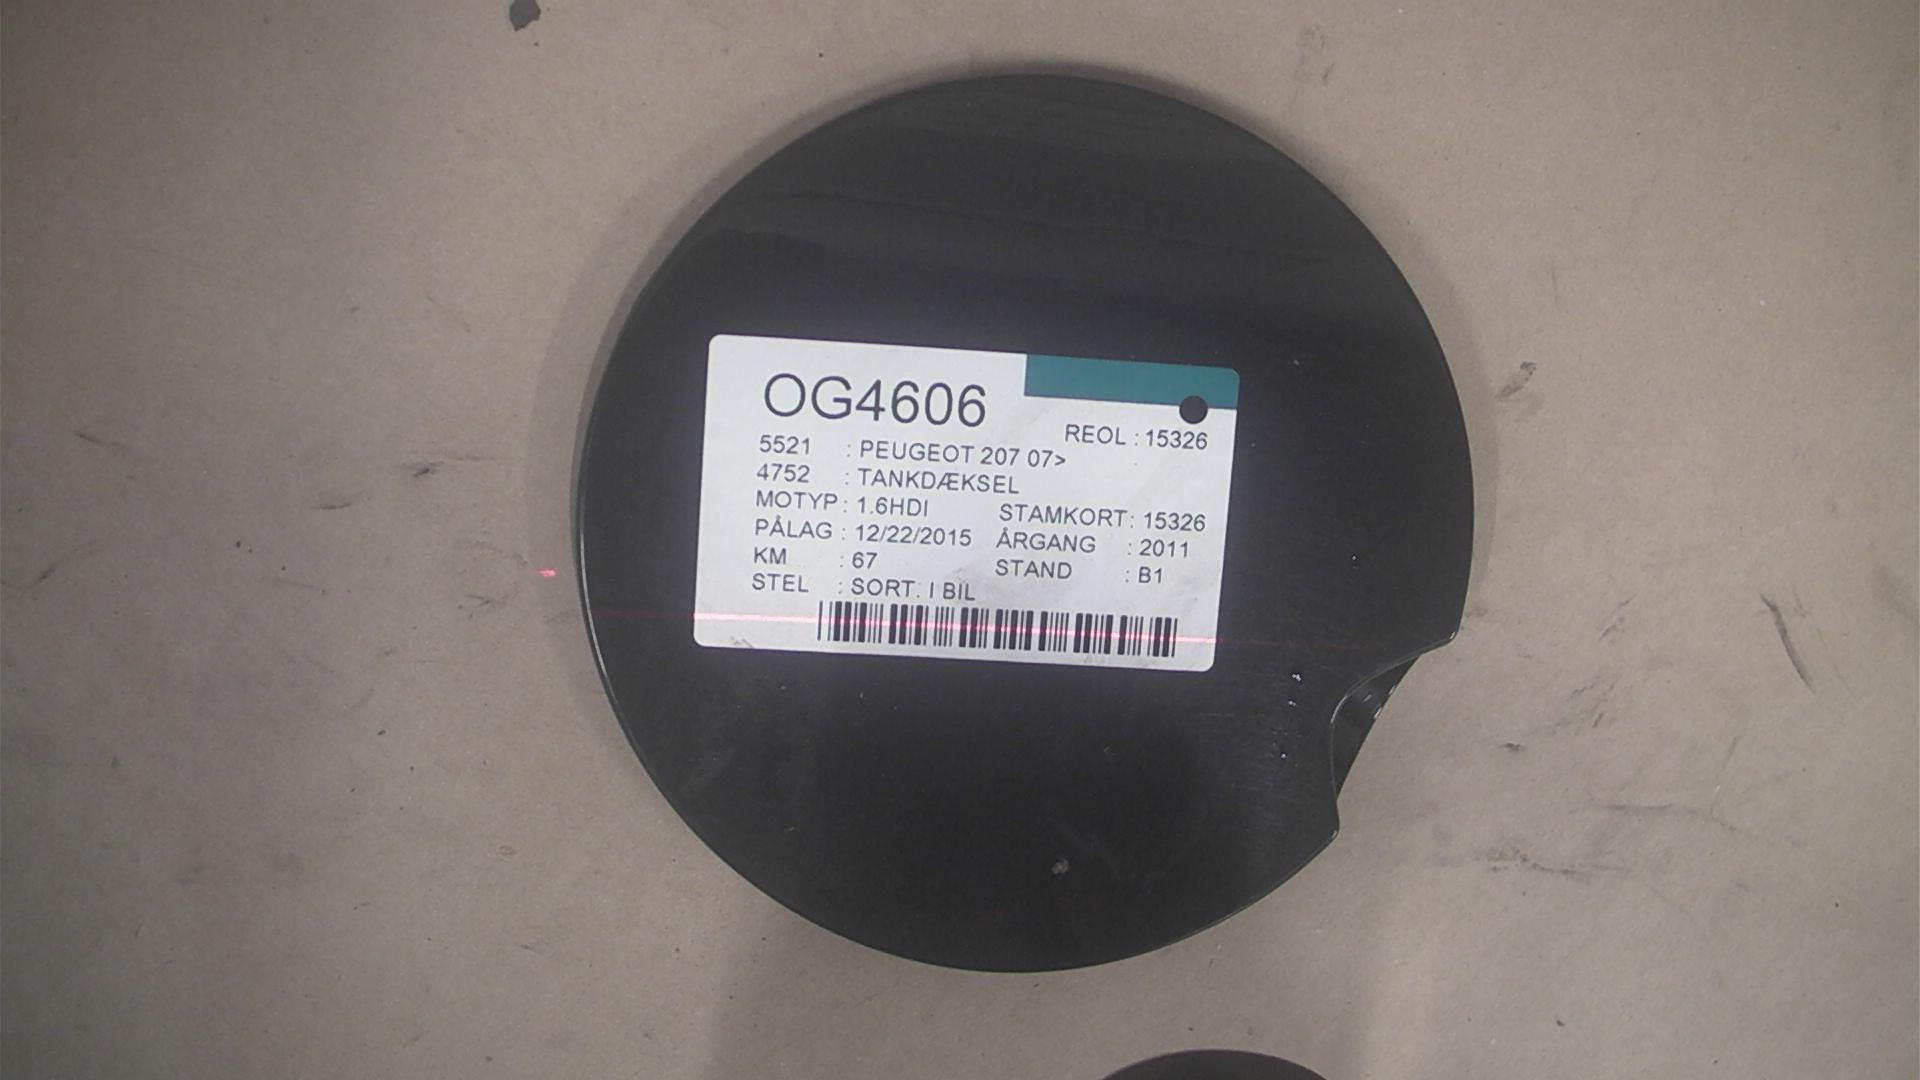 OG4606
REOL : 15326
5521 : PEUGEOT 207 07>
4752 : TANKDÆKSEL
MOTYP : 1.6HDI STAMKORT : 15326
PÅLAG : 12/22/2015 ÅRGANG : 2011
KM : 67 STAND : B1
STEL : SORT. I BIL